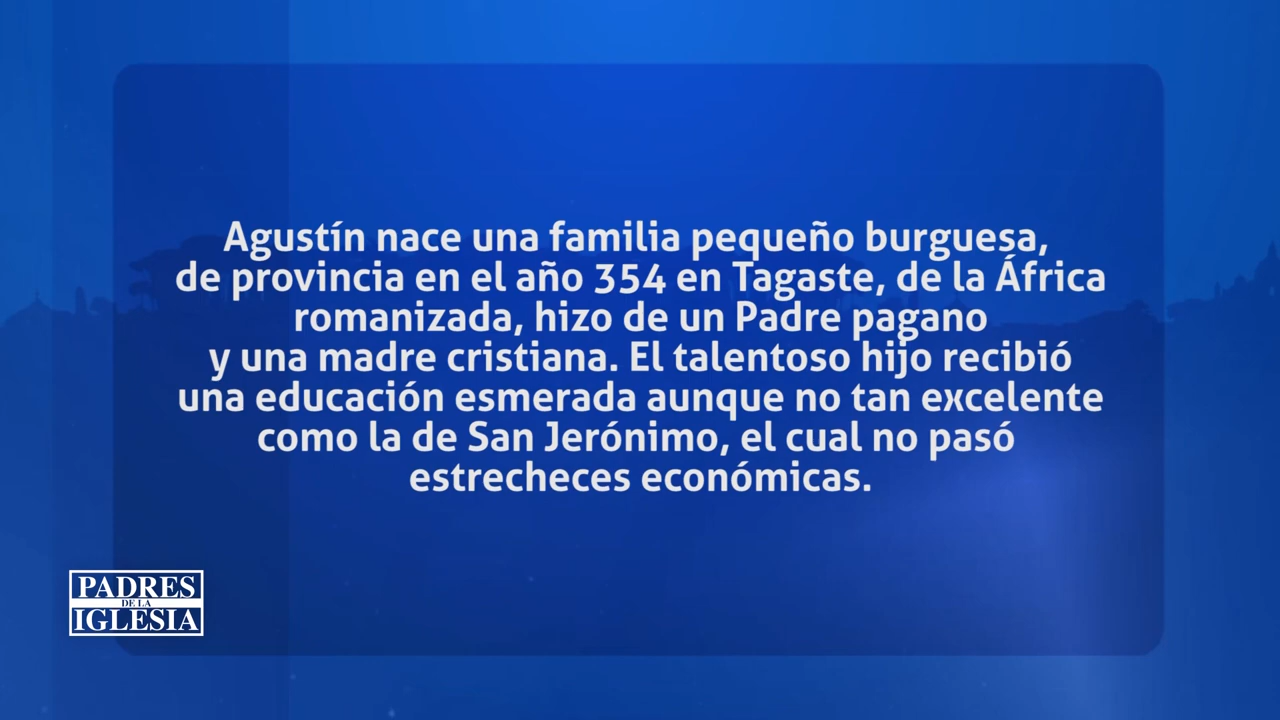 Agustín nace una familia pequeño burguesa,
de provincia en el año 354 en Tagaste, de la África
romanizada, hizo de un Padre pagano
y una madre cristiana. El talentoso hijo recibió
una educación esmerada aunque no tan excelente
como la de San Jerónimo, el cual no pasó
estrecheces económicas.
PADRES
DE LA
IGLESIA